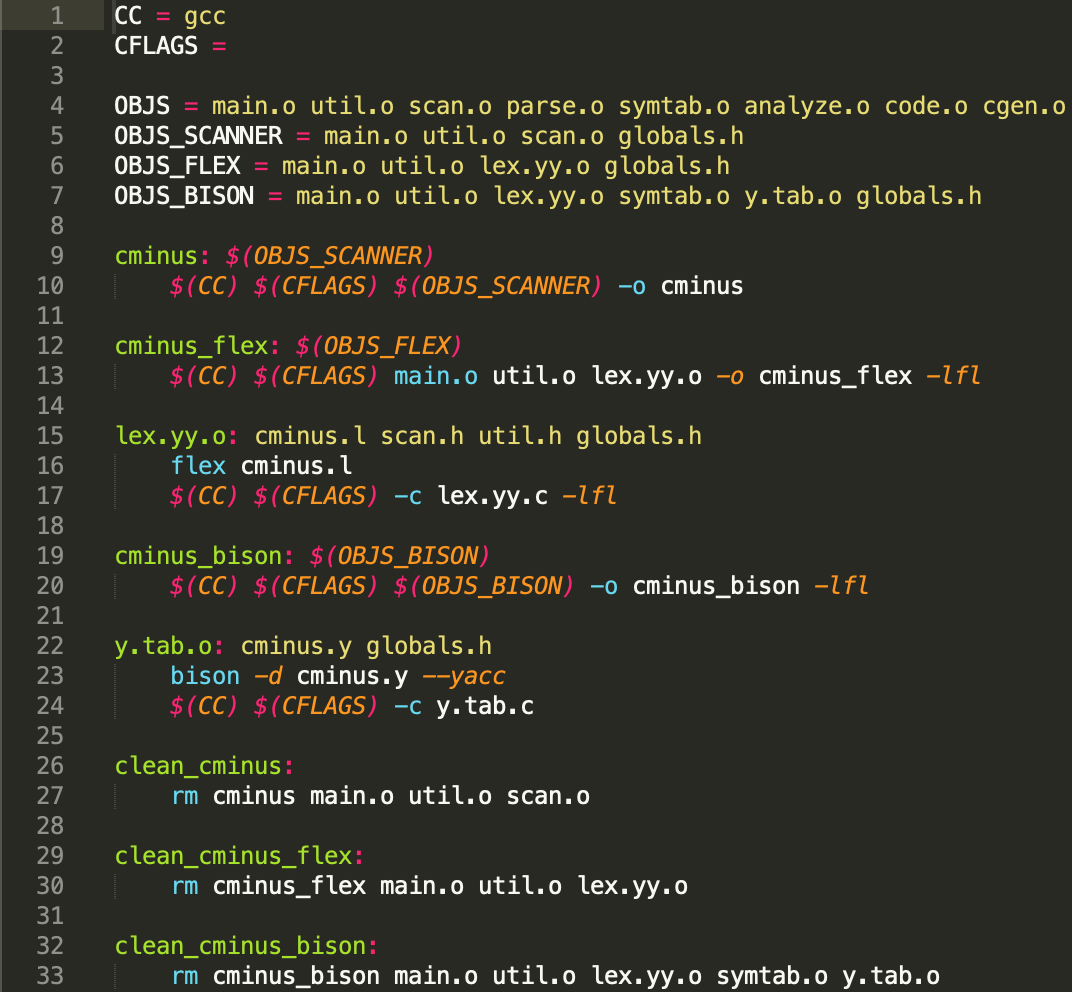 1 CC = gcc
2 CFLAGS =
3
4 OBJS = main.o util.o scan.o parse.o symtab.o analyze.o code.o cgen.o
5 OBJS_SCANNER = main.o util.o scan.o globals.h
6 OBJS_FLEX = main.o util.o lex.yy.o globals.h
7 OBJS_BISON = main.o util.o lex.yy.o symtab.o y.tab.o globals.h
8
9 cminus: $(OBJS_SCANNER)
10     $(CC) $(CFLAGS) $(OBJS_SCANNER) -o cminus
11
12 cminus_flex: $(OBJS_FLEX)
13     $(CC) $(CFLAGS) main.o util.o lex.yy.o -o cminus_flex -lfl
14
15 lex.yy.o: cminus.l scan.h util.h globals.h
16     flex cminus.l
17     $(CC) $(CFLAGS) -c lex.yy.c -lfl
18
19 cminus_bison: $(OBJS_BISON)
20     $(CC) $(CFLAGS) $(OBJS_BISON) -o cminus_bison -lfl
21
22 y.tab.o: cminus.y globals.h
23     bison -d cminus.y --yacc
24     $(CC) $(CFLAGS) -c y.tab.c
25
26 clean_cminus:
27     rm cminus main.o util.o scan.o
28
29 clean_cminus_flex:
30     rm cminus_flex main.o util.o lex.yy.o
31
32 clean_cminus_bison:
33     rm cminus_bison main.o util.o lex.yy.o symtab.o y.tab.o